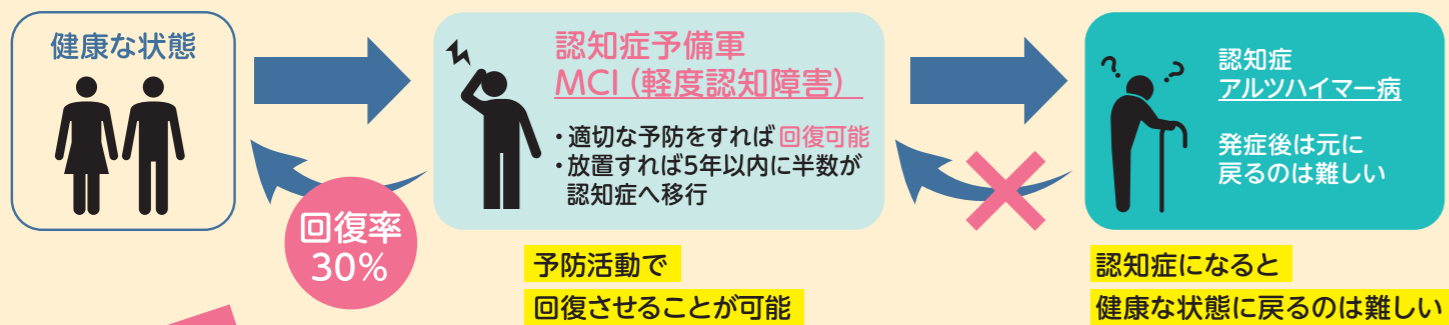 健康な状態
回復率
30%
認知症予備軍
MCI（軽度認知障害）
・適切な予防をすれば回復可能
・放置すれば5年以内に半数が
認知症へ移行
予防活動で
回復させることが可能
? ? ?
認知症
アルツハイマー病
発症後は元に
戻るのは難しい
認知症になると
健康な状態に戻るのは難しい